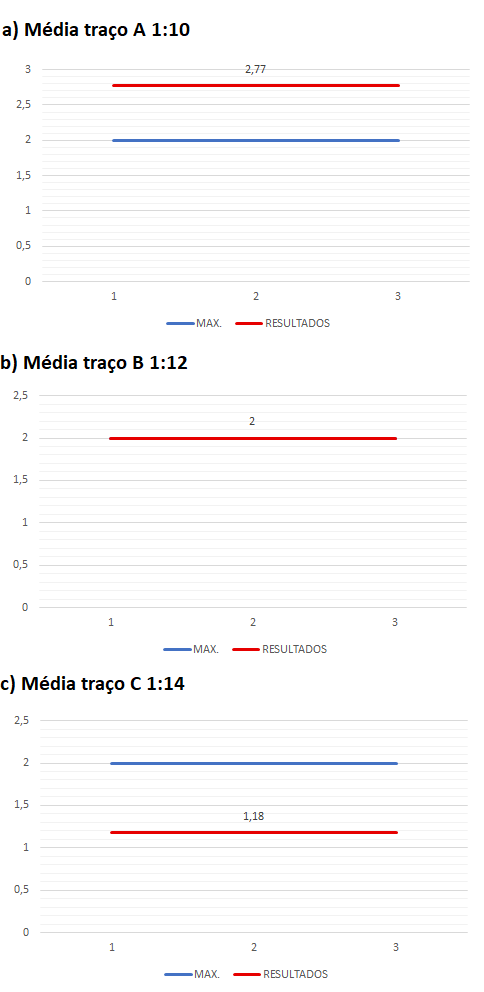 a) Média traço A 1:10
2,77
3
2,5
2
1,5
1
0,5
0
1 2 3
MAX. RESULTADOS
b) Média traço B 1:12
2,5
2
2
1,5
1
0,5
0
1 2 3
MAX. RESULTADOS
c) Média traço C 1:14
2,5
2
1,5
1,18
1
0,5
0
1 2 3
MAX. RESULTADOS